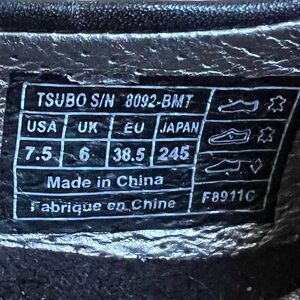 TSUBO S/N 8092-BMT
USA UK EU JAPAN
7.5 6 38.5 245
Made in China
Fabrique en Chine F8911C